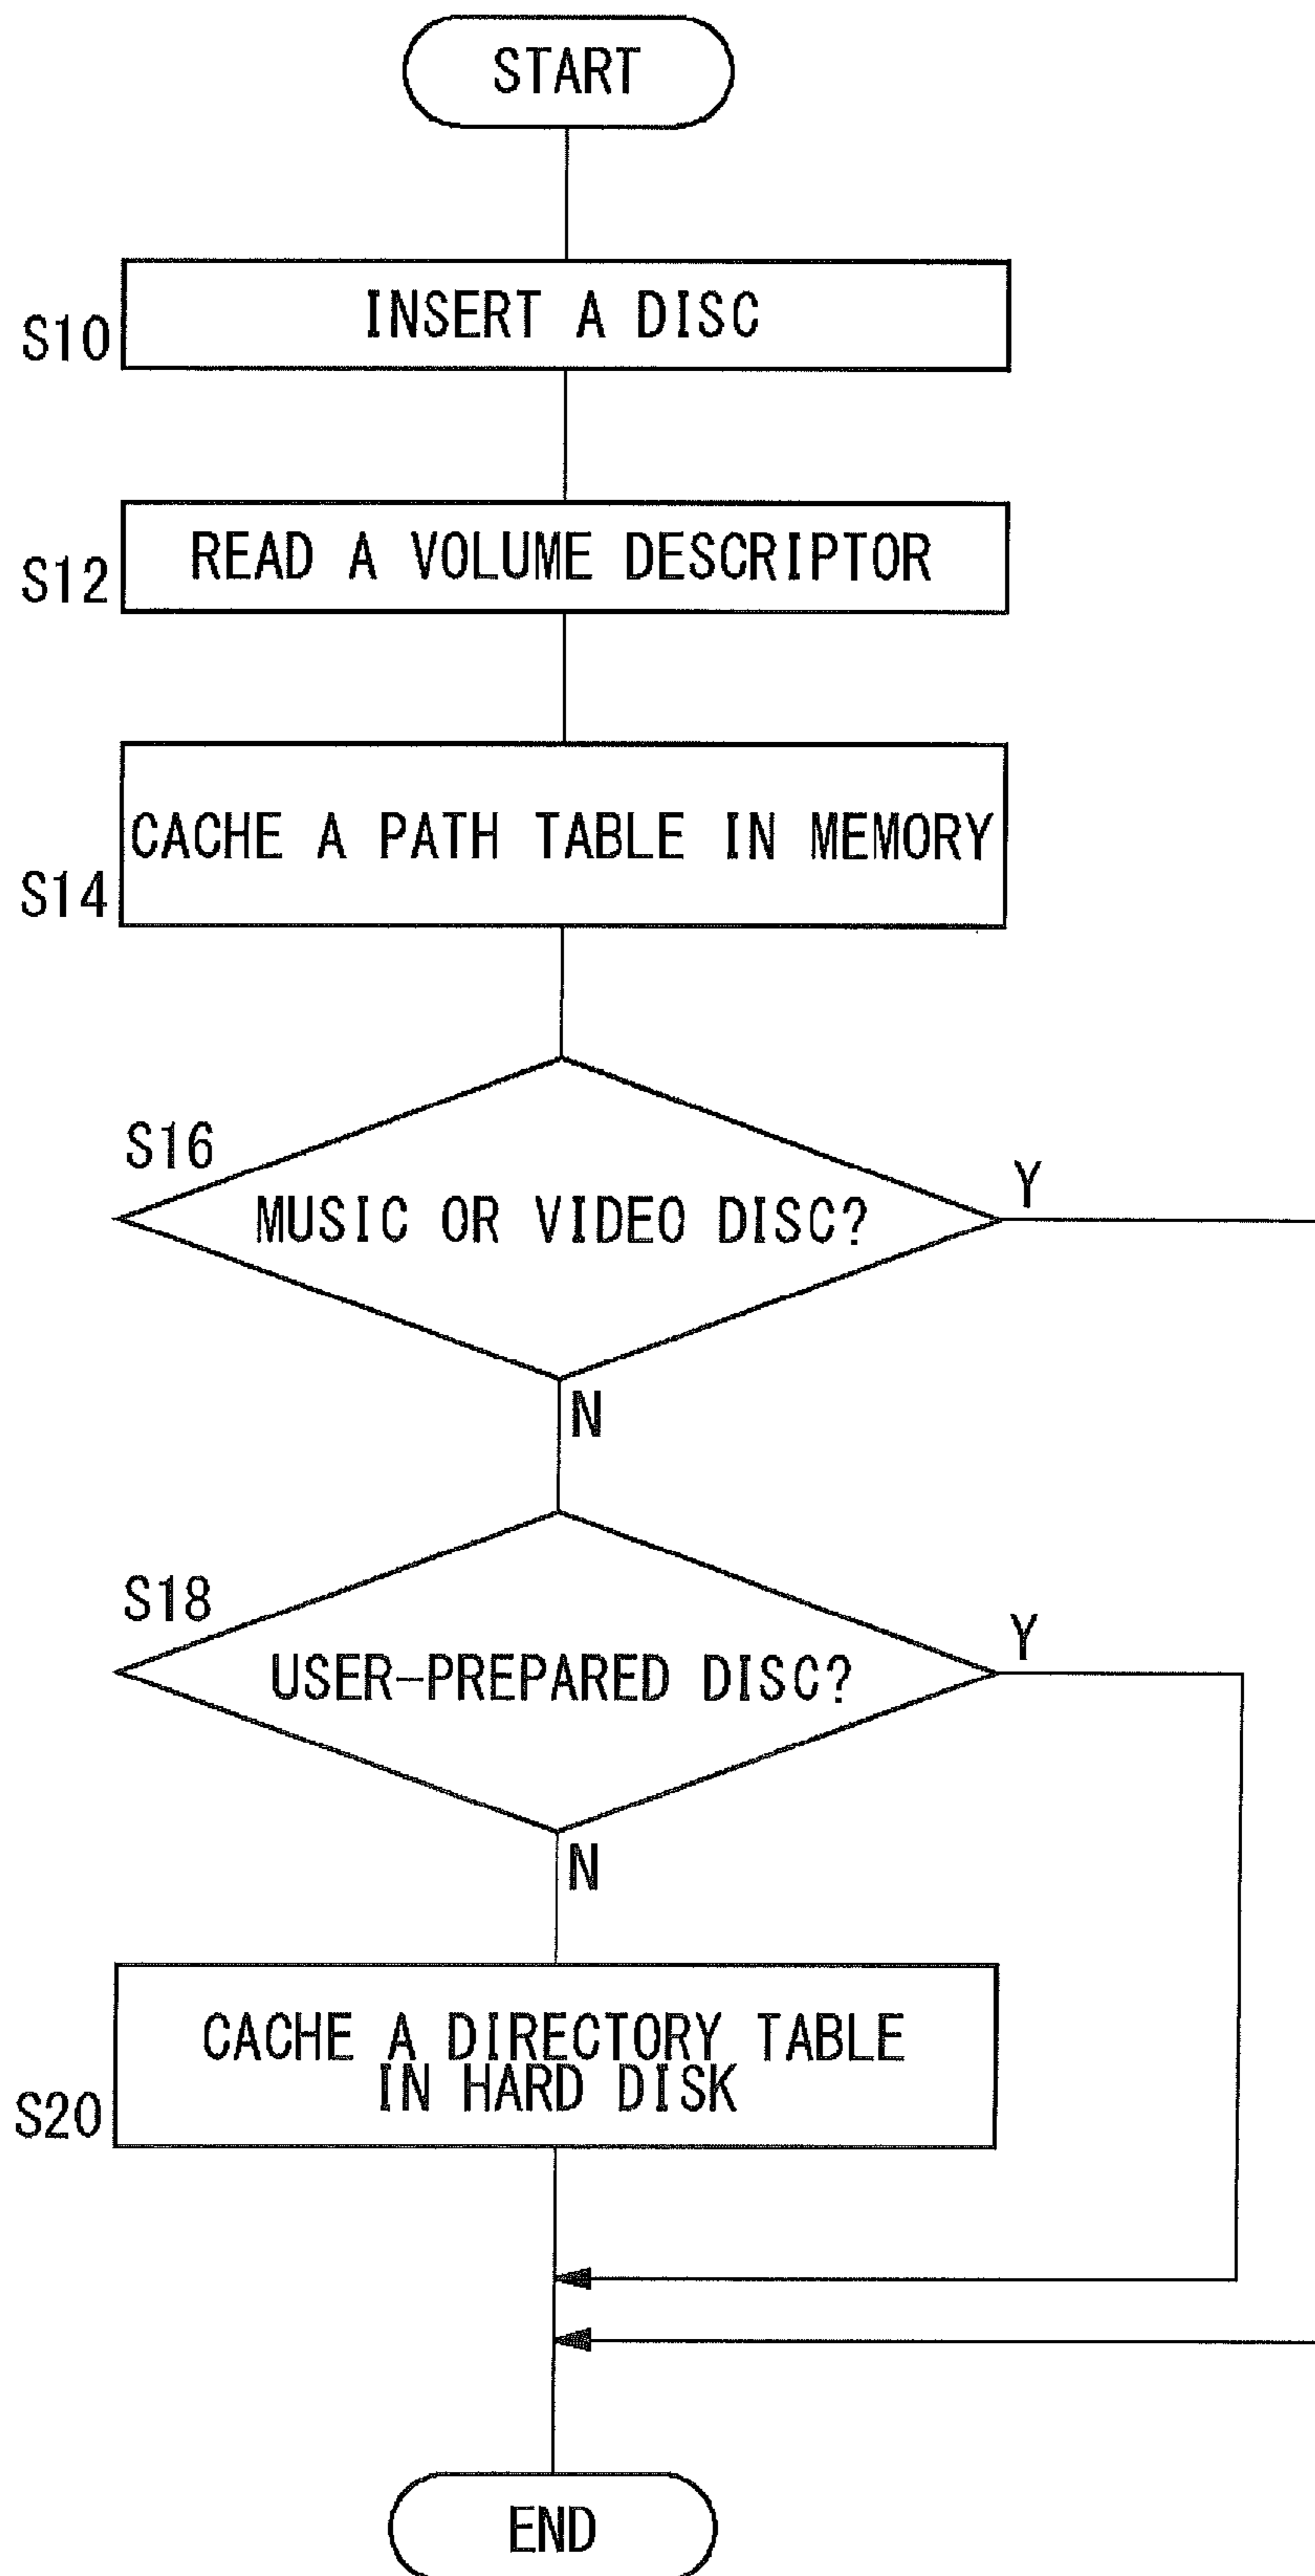 START
INSERT A DISC
S10
READ A VOLUME DESCRIPTOR
S12
CACHE A PATH TABLE IN MEMORY
S14
S16
MUSIC OR VIDEO DISC?
Y
N
S18
USER-PREPARED DISC?
Y
N
CACHE A DIRECTORY TABLE
IN HARD DISK
S20
END